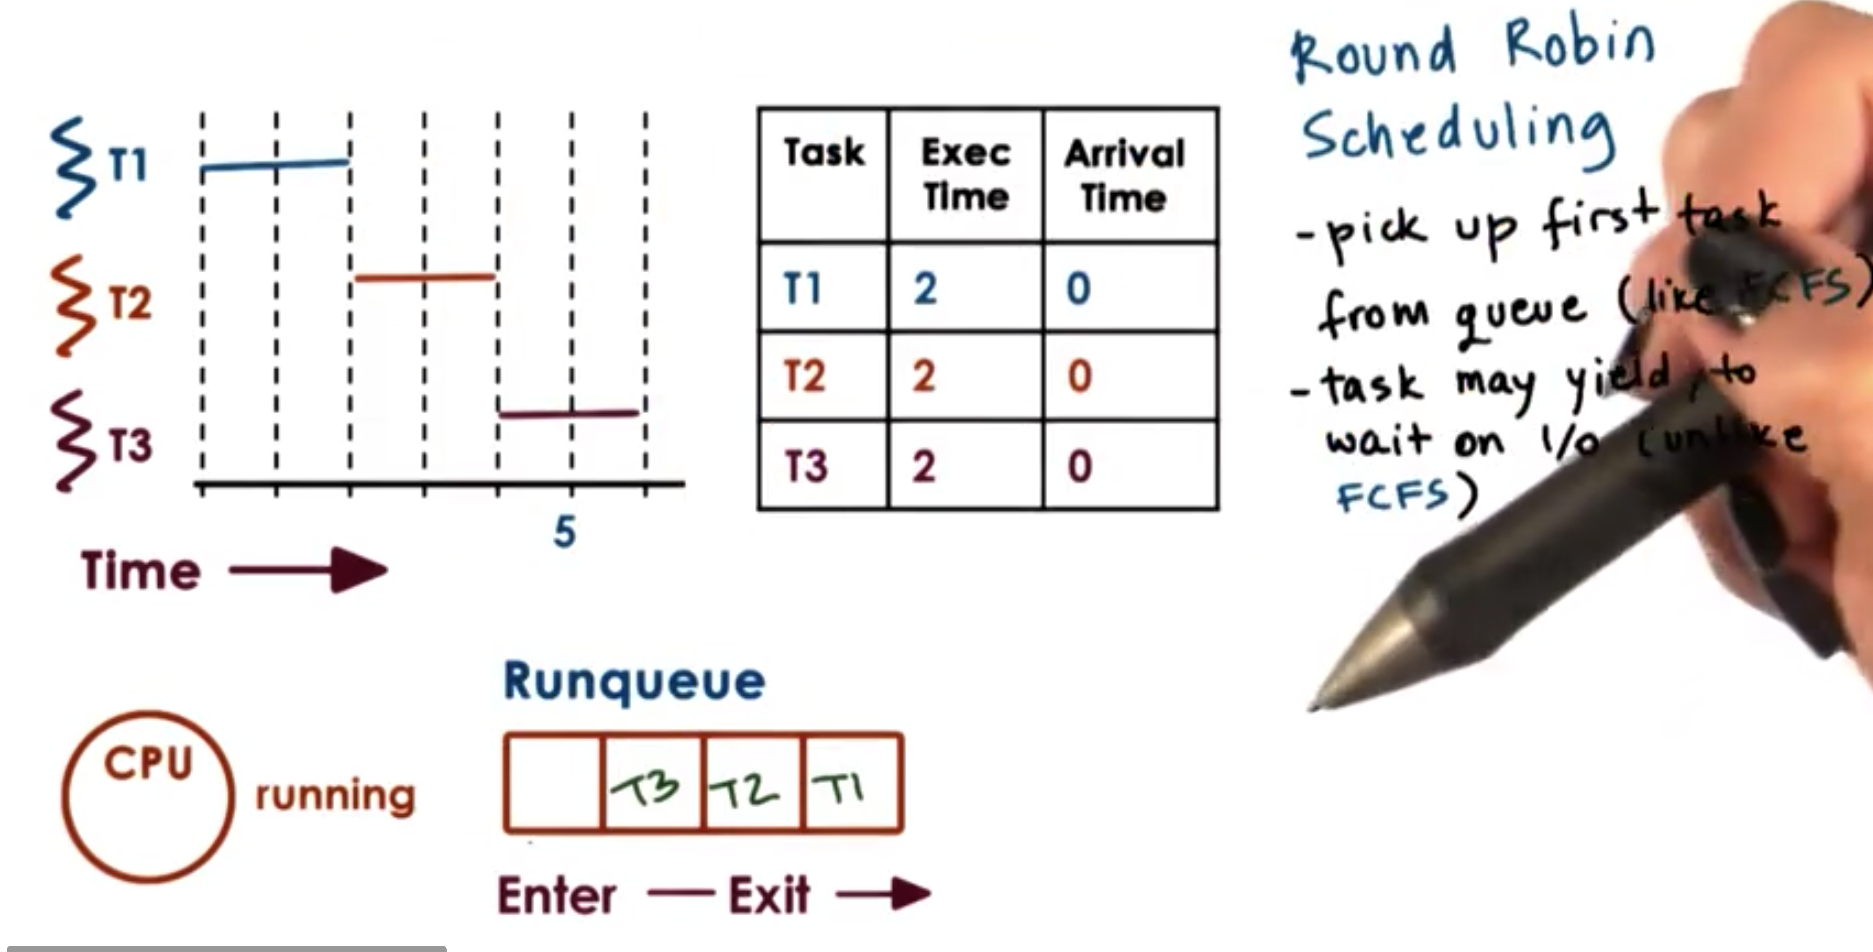 Round Robin
Scheduling
- pick up first task
from queue (like FCFS)
- task may yield, to
wait on I/O (unlike
FCFS)
T1
T2
T3
5
Time
Task Exec Time Arrival Time
T1 2 0
T2 2 0
T3 2 0
Runqueue
CPU
running
T3 T2 T1
Enter — Exit